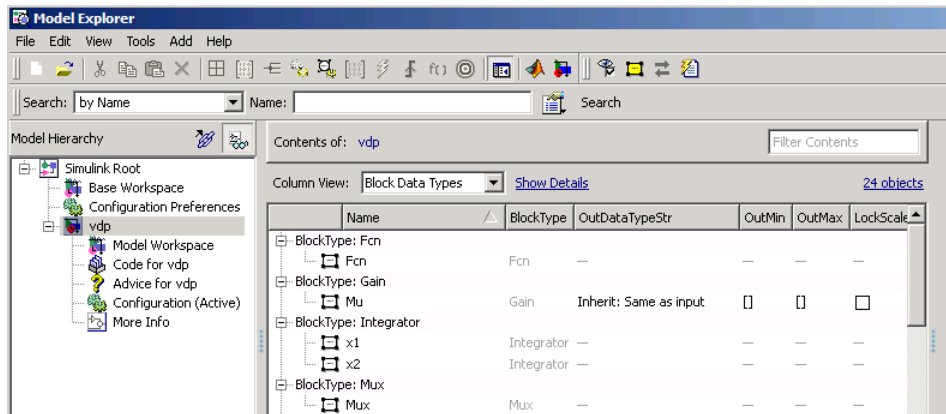 Model Explorer
File Edit View Tools Add Help
f()
Search: by Name Name: Search
Model Hierarchy
Contents of: vdp Filter Contents
Simulink Root
Base Workspace
Configuration Preferences
vdp
Model Workspace
Code for vdp
Advice for vdp
Configuration (Active)
More Info
Column View: Block Data Types Show Details 24 objects
Name BlockType OutDataTypeStr OutMin OutMax LockScale
BlockType: Fcn
Fcn Fcn — — — —
BlockType: Gain
Mu Gain Inherit: Same as input [] []
BlockType: Integrator
x1 Integrator — — — —
x2 Integrator — — — —
BlockType: Mux
Mux Mux — — — —